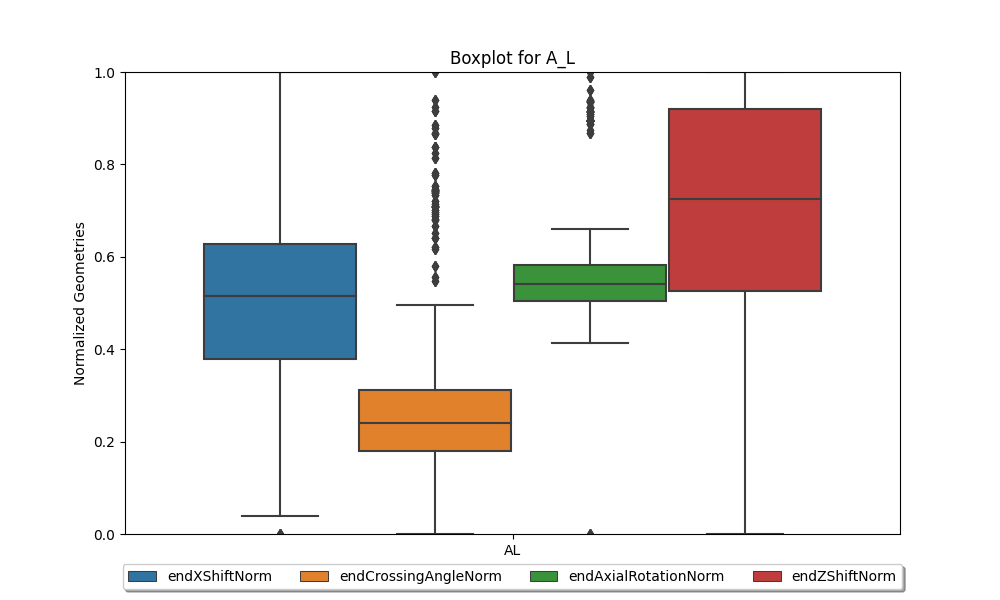 Boxplot for A_L
1.0
0.8
0.6
0.4
0.2
0.0
Normalized Geometries
AL
endXShiftNorm endCrossingAngleNorm endAxialRotationNorm endZShiftNorm